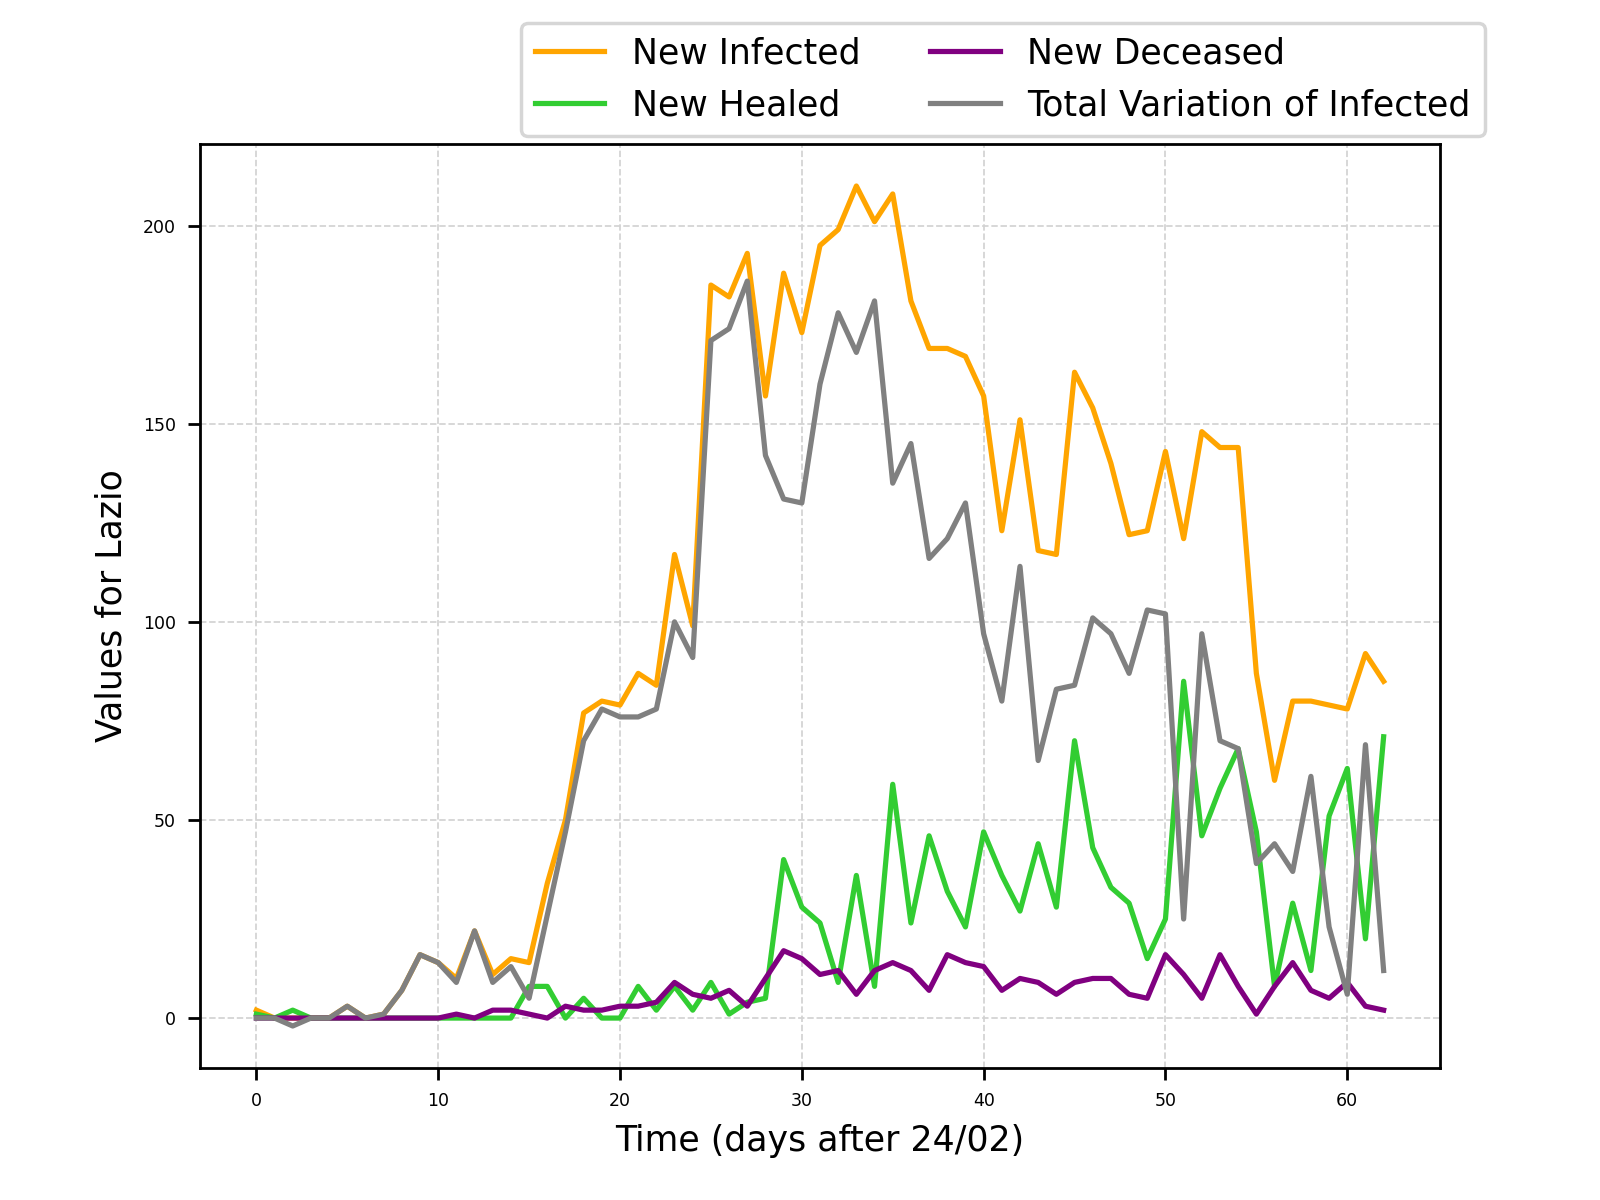 New Infected
New Healed
New Deceased
Total Variation of Infected
200
150
100
50
0
Values for Lazio
0 10 20 30 40 50 60
Time (days after 24/02)